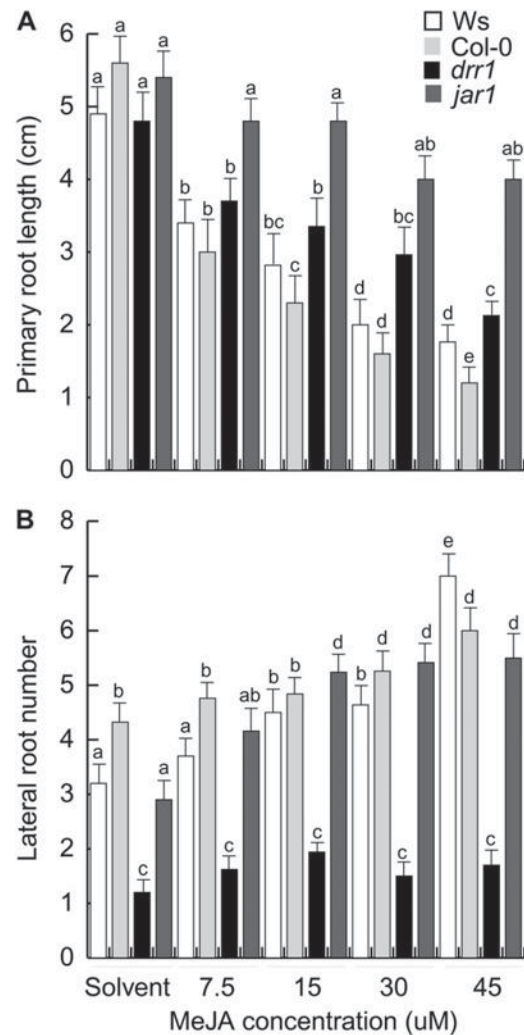 A
Ws
Col-0
drr1
jar1
Primary root length (cm)
6
5
4
3
2
1
0
a a a a
b b b a
bc c b a
d d bc ab
d e c ab
B
Lateral root number
8
7
6
5
4
3
2
1
0
a b c a
a b c ab
b b c d
b d c d
e d c d
Solvent 7.5 15 30 45
MeJA concentration (uM)